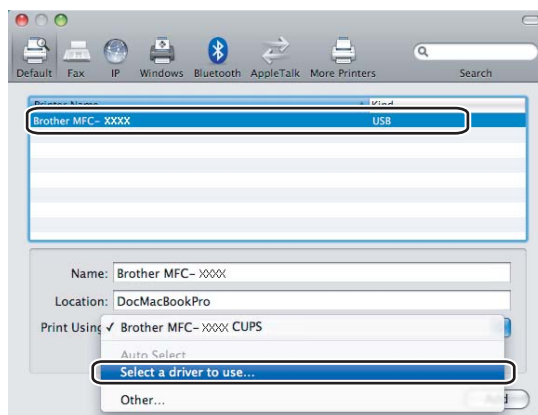 Default Fax IP Windows Bluetooth AppleTalk More Printers Search
Printer Name Kind
Brother MFC- XXXX USB
Name: Brother MFC- XXXX
Location: DocMacBookPro
Print Using ✓ Brother MFC- XXXX CUPS
Auto Select
Select a driver to use...
Other...
Add